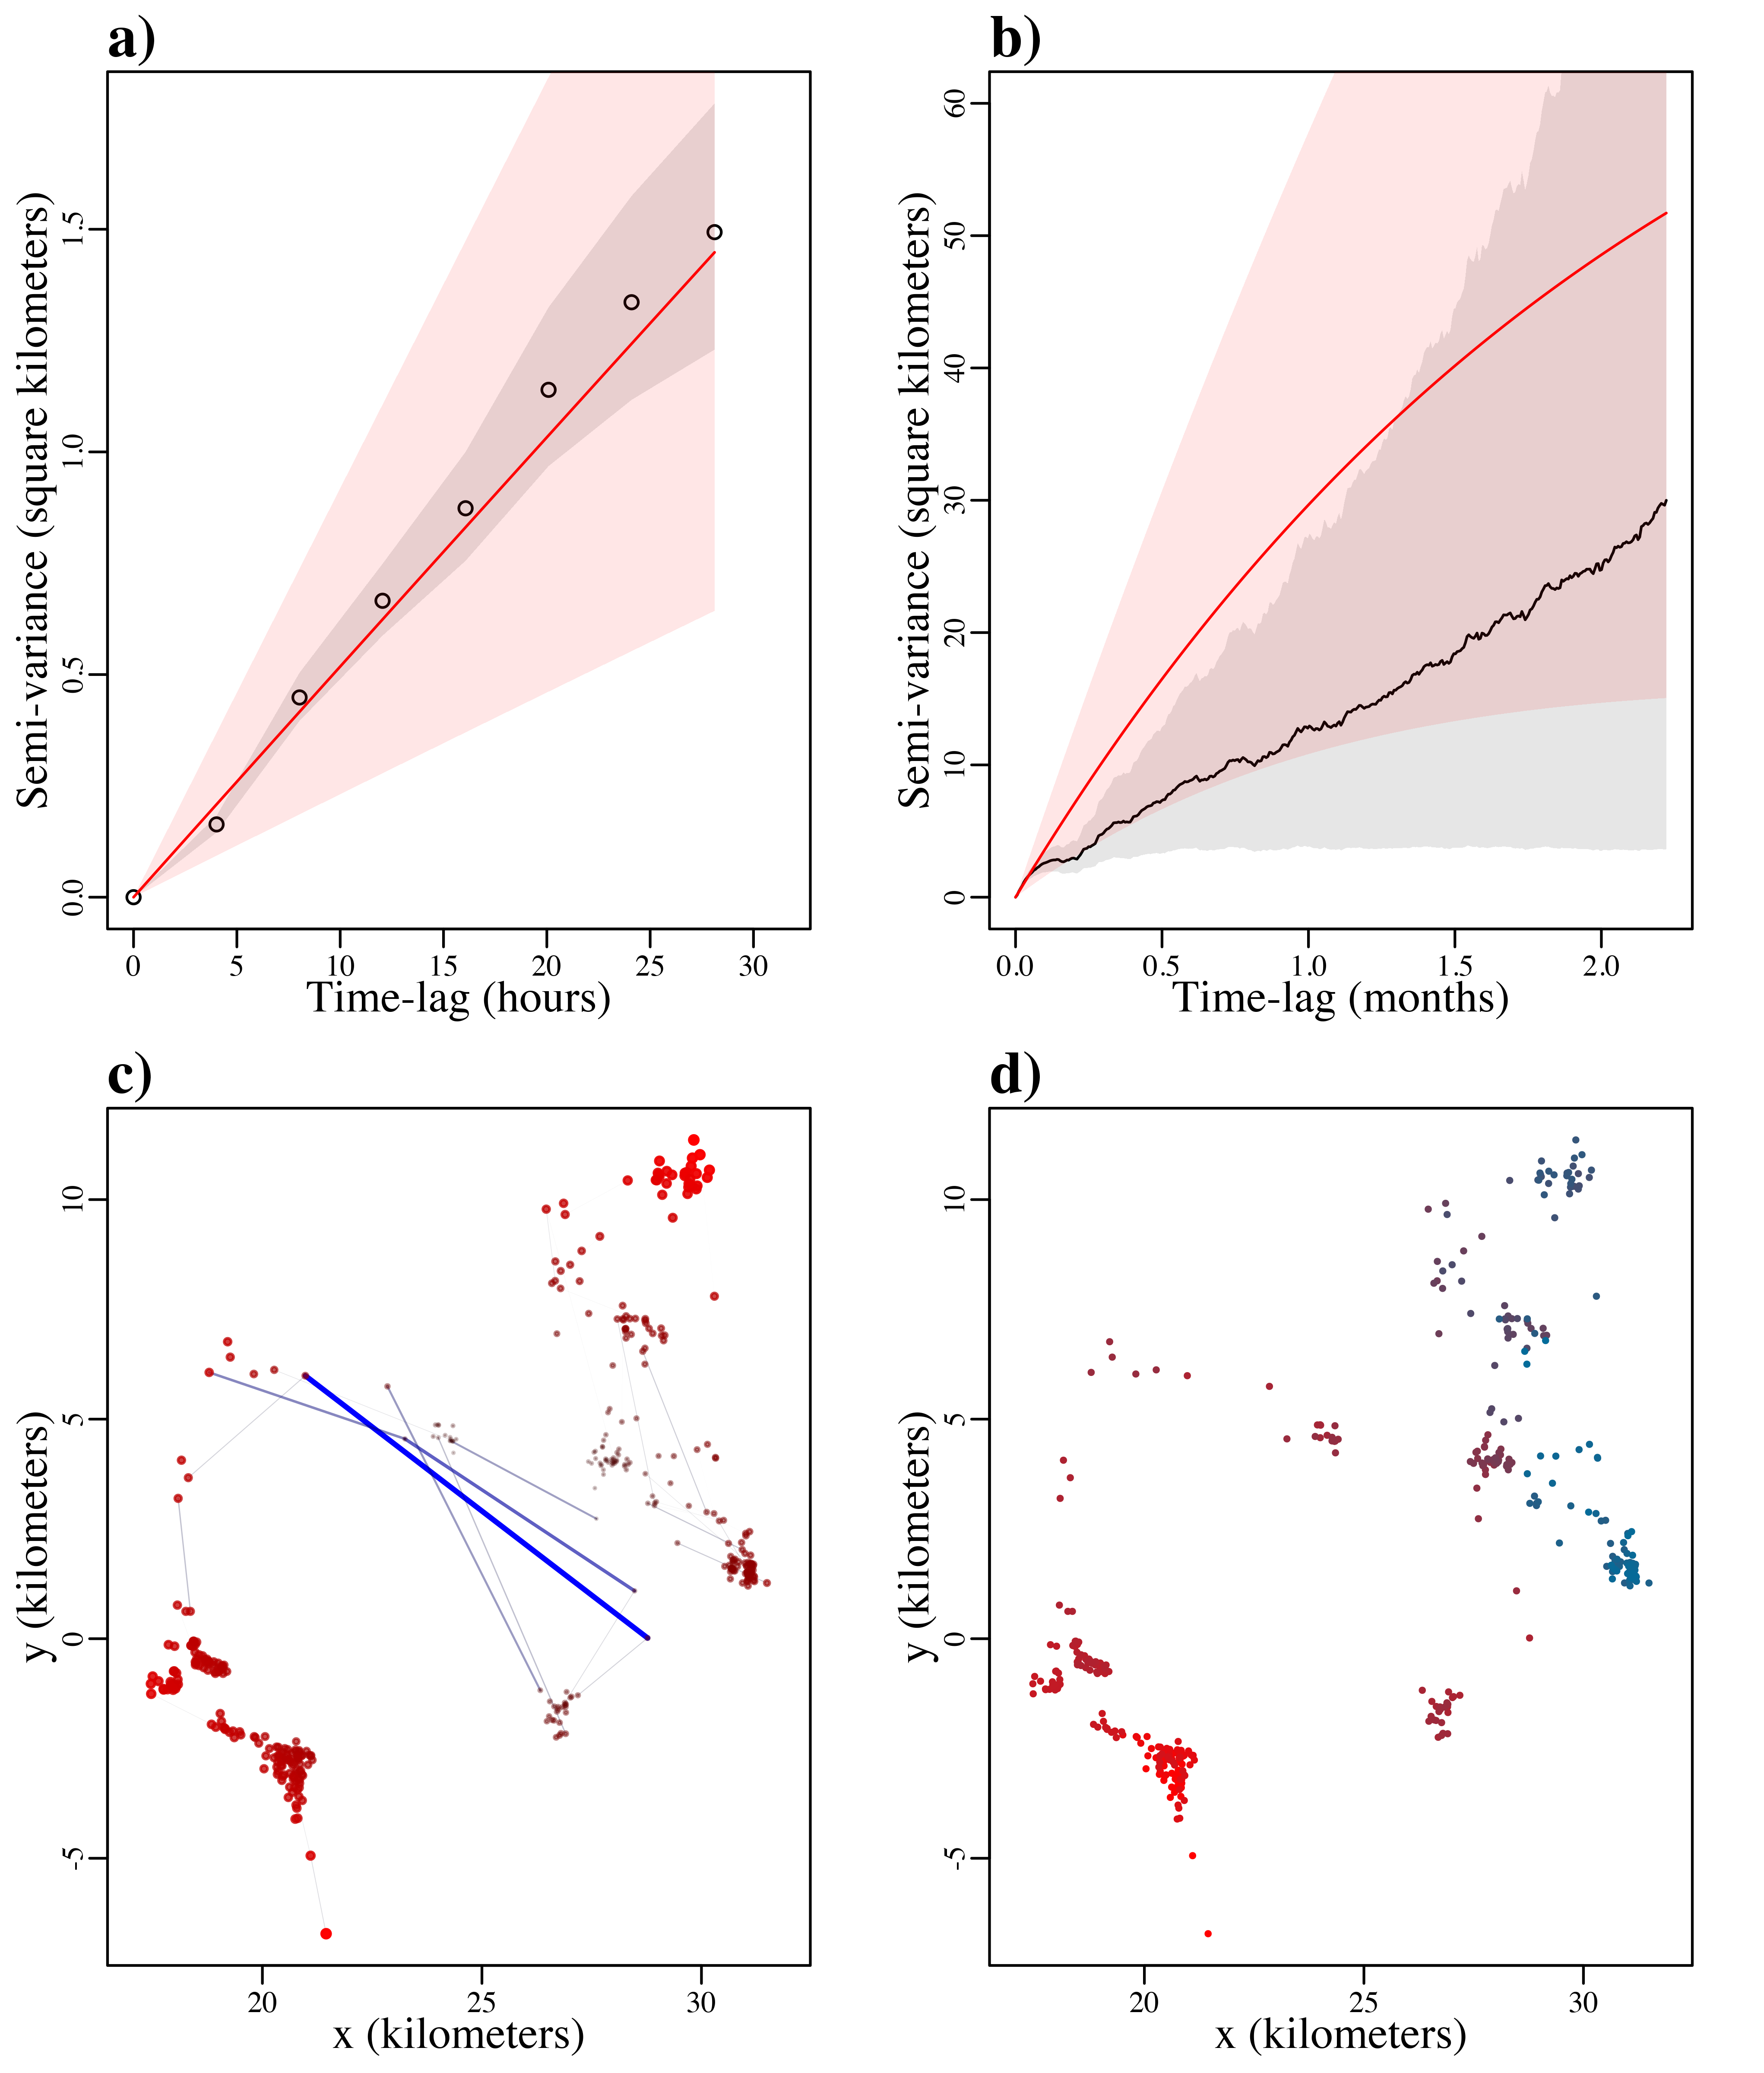 a)
Semi-variance (square kilometers)
1.5
1.0
0.5
0.0
0 5 10 15 20 25 30
Time-lag (hours)
b)
Semi-variance (square kilometers)
60
50
40
30
20
10
0
0.0 0.5 1.0 1.5 2.0
Time-lag (months)
c)
y (kilometers)
10
5
0
-5
20 25 30
x (kilometers)
d)
y (kilometers)
10
5
0
-5
20 25 30
x (kilometers)